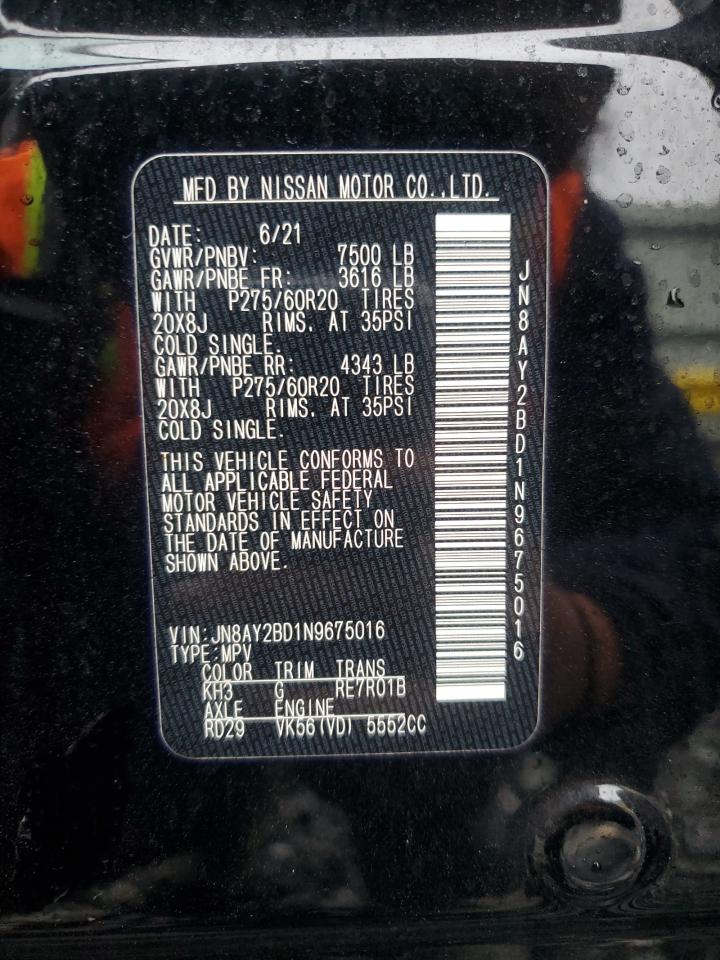 MFD BY NISSAN MOTOR CO.,LTD.
DATE: 6/21
GVWR/PNBV: 7500 LB
GAWR/PNBE FR: 3616 LB
WITH P275/60R20 TIRES
20X8J RIMS. AT 35PSI
COLD SINGLE.
GAWR/PNBE RR: 4343 LB
WITH P275/60R20 TIRES
20X8J RIMS. AT 35PSI
COLD SINGLE.
THIS VEHICLE CONFORMS TO
ALL APPLICABLE FEDERAL
MOTOR VEHICLE SAFETY
STANDARDS IN EFFECT ON
THE DATE OF MANUFACTURE
SHOWN ABOVE.
VIN:JN8AY2BD1N9675016
TYPE:MPV
COLOR TRIM TRANS
KH3 G RE7R01B
AXLE ENGINE
RD29 VK56(VD) 5552CC
JN8AY2BD1N9675016